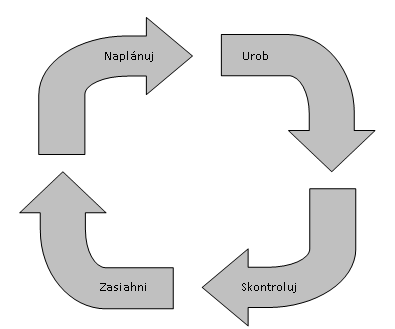 Naplánuj
Urob
Skontroluj
Zasiahni